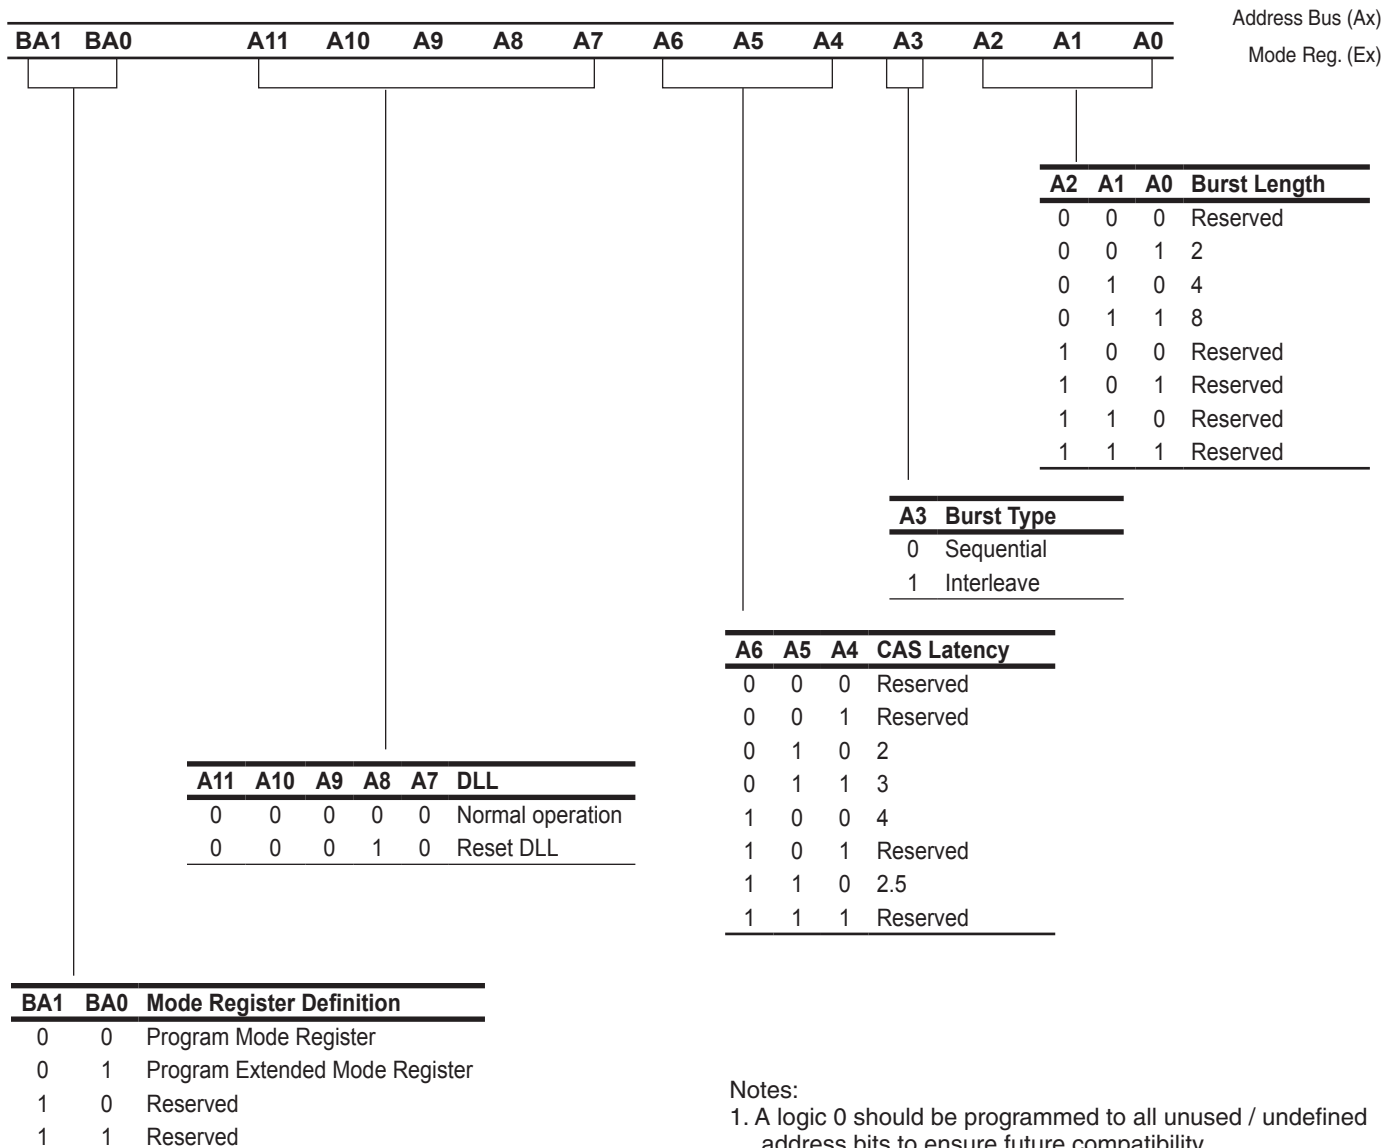 Address Bus (Ax)
BA1 BA0 A11 A10 A9 A8 A7 A6 A5 A4 A3 A2 A1 A0
Mode Reg. (Ex)
A2 A1 A0 Burst Length
0 0 0 Reserved
0 0 1 2
0 1 0 4
0 1 1 8
1 0 0 Reserved
1 0 1 Reserved
1 1 0 Reserved
1 1 1 Reserved
A3 Burst Type
0 Sequential
1 Interleave
A6 A5 A4 CAS Latency
0 0 0 Reserved
0 0 1 Reserved
0 1 0 2
0 1 1 3
1 0 0 4
1 0 1 Reserved
1 1 0 2.5
1 1 1 Reserved
A11 A10 A9 A8 A7 DLL
0 0 0 0 0 Normal operation
0 0 0 1 0 Reset DLL
BA1 BA0 Mode Register Definition
0 0 Program Mode Register
0 1 Program Extended Mode Register
1 0 Reserved
1 1 Reserved
Notes:
1. A logic 0 should be programmed to all unused / undefined
address bits to ensure future compatibility